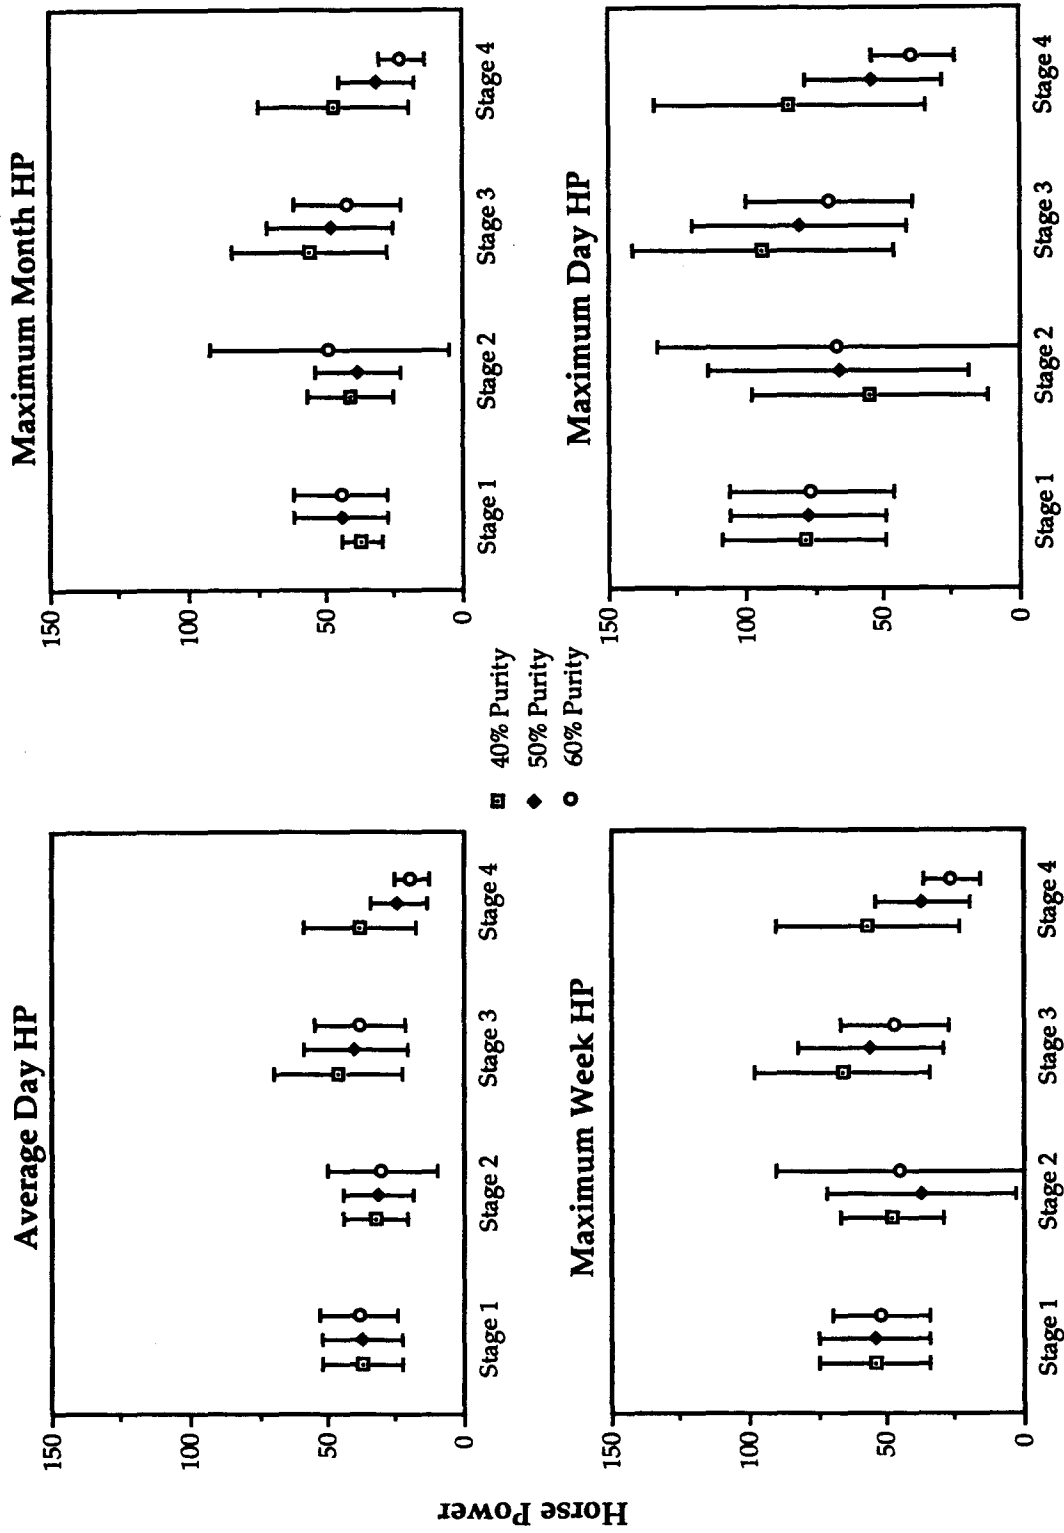 Horse Power
Average Day HP
150
100
50
0
Stage 1
Stage 2
Stage 3
Stage 4
Maximum Month HP
150
100
50
0
Stage 1
Stage 2
Stage 3
Stage 4
40% Purity
50% Purity
60% Purity
Maximum Week HP
150
100
50
0
Stage 1
Stage 2
Stage 3
Stage 4
Maximum Day HP
150
100
50
0
Stage 1
Stage 2
Stage 3
Stage 4